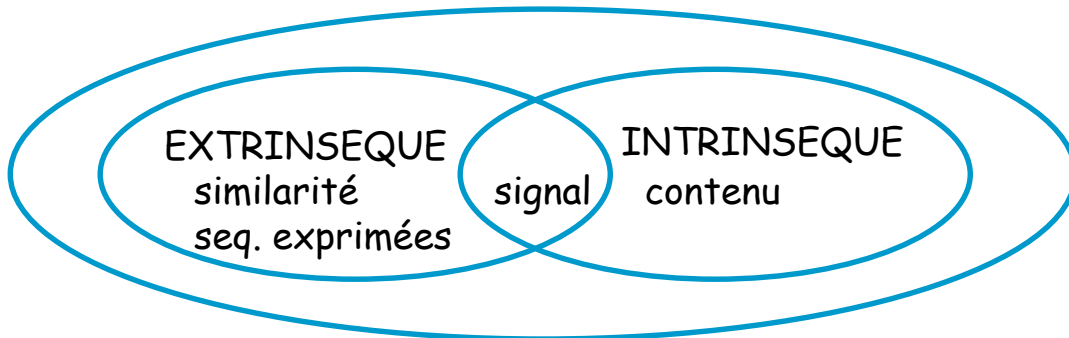 EXTRINSEQUE
similarité
seq. exprimées
signal
INTRINSEQUE
contenu